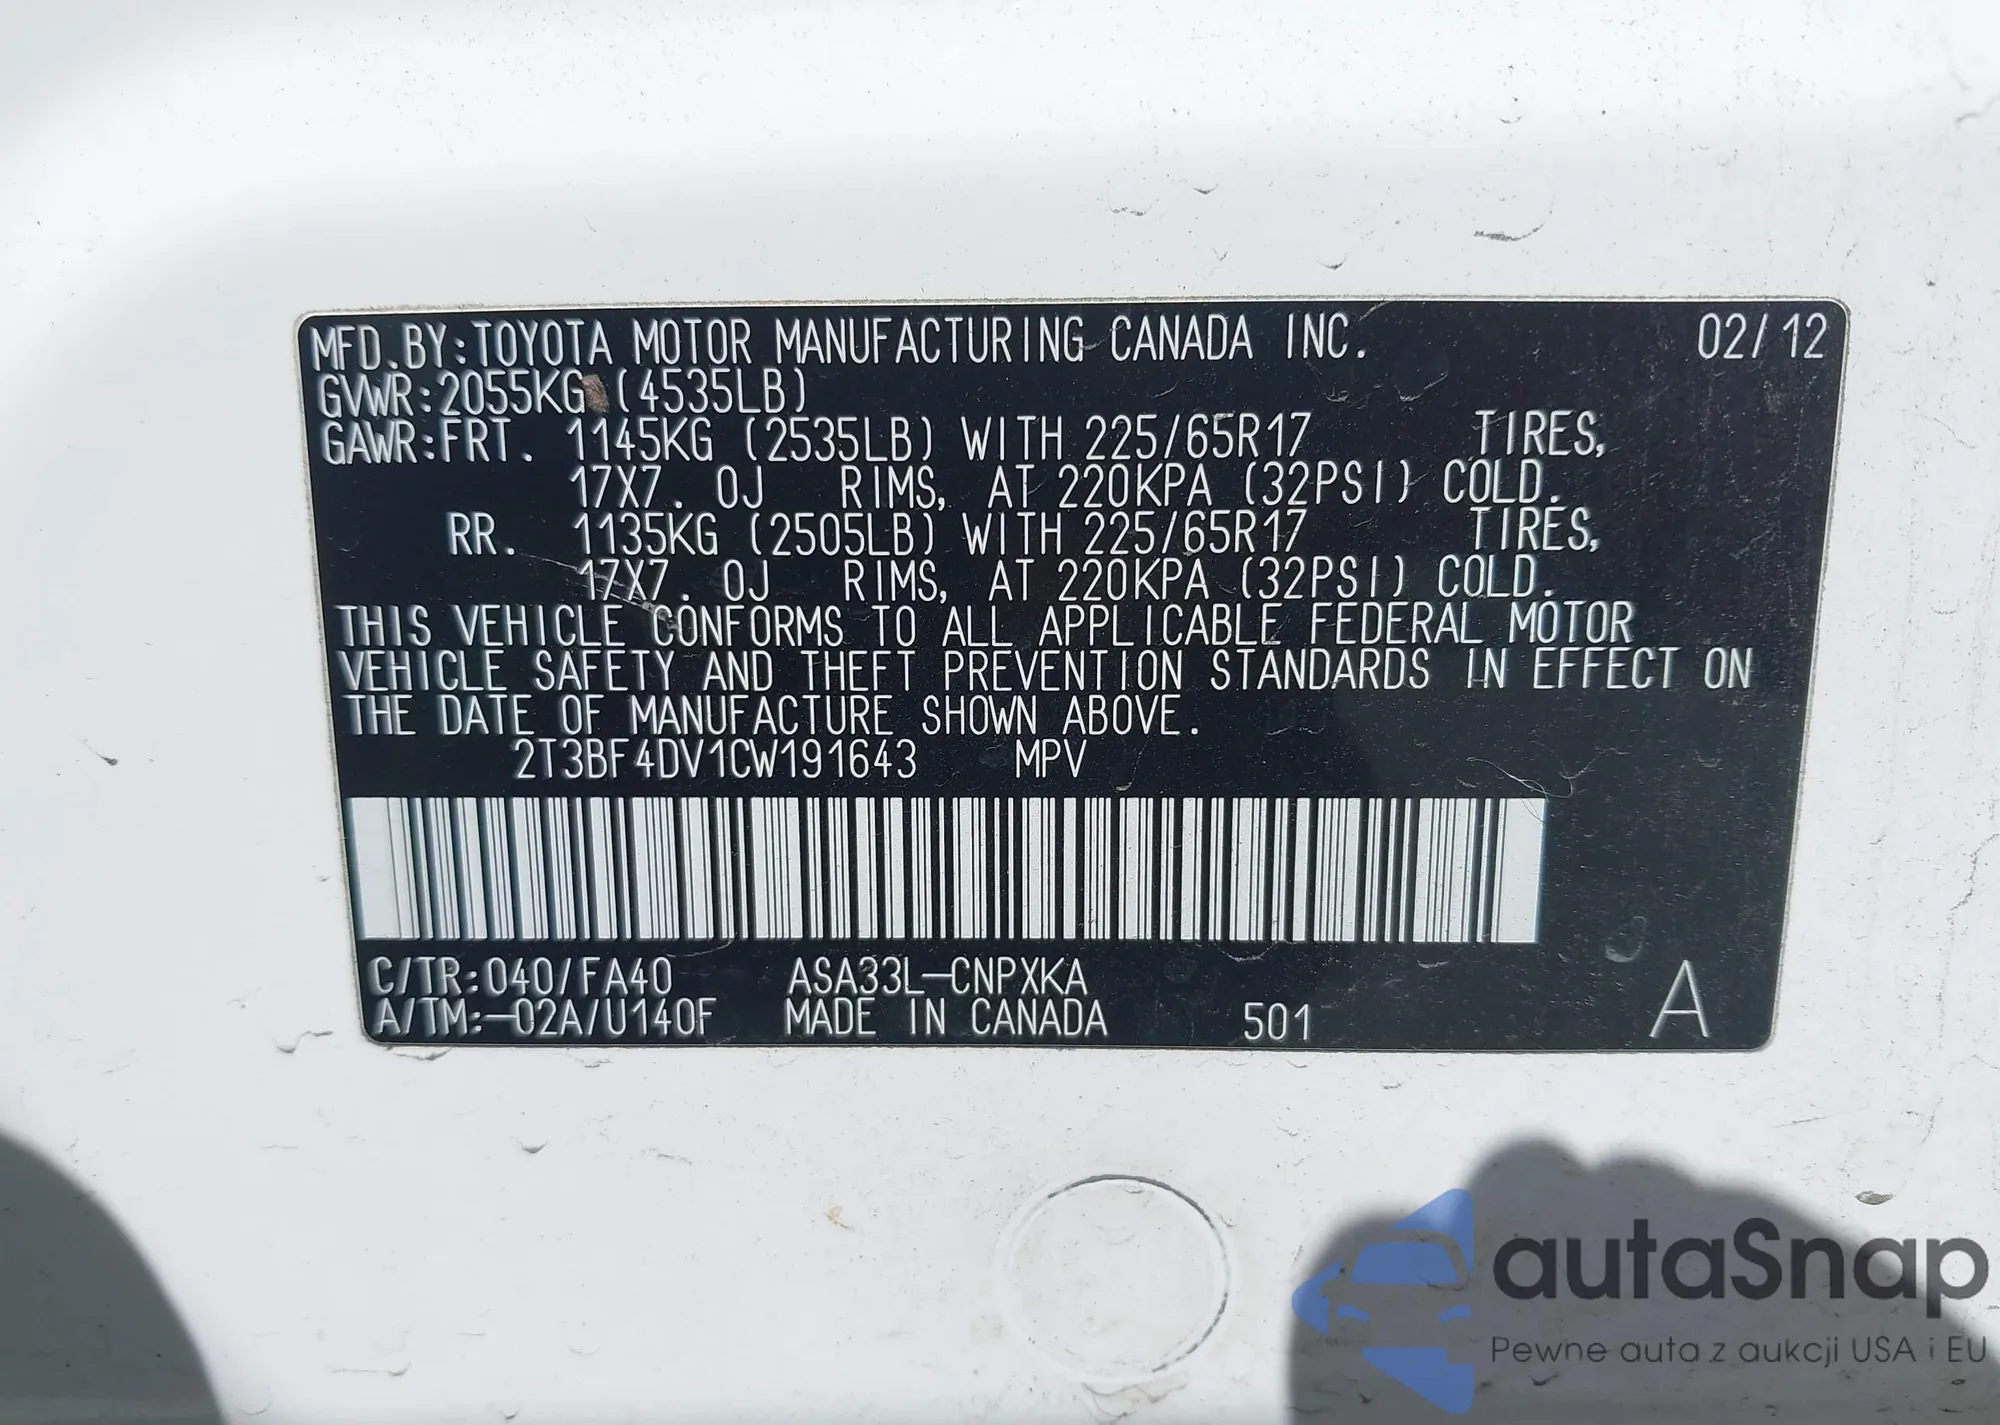 MFD.BY:TOYOTA MOTOR MANUFACTURING CANADA INC. 02/12
GVWR:2055KG (4535LB)
GAWR:FRT. 1145KG (2535LB) WITH 225/65R17 TIRES,
17X7.0J RIMS, AT 220KPA (32PSI) COLD.
RR. 1135KG (2505LB) WITH 225/65R17 TIRES,
17X7.0J RIMS, AT 220KPA (32PSI) COLD.
THIS VEHICLE CONFORMS TO ALL APPLICABLE FEDERAL MOTOR
VEHICLE SAFETY AND THEFT PREVENTION STANDARDS IN EFFECT ON
THE DATE OF MANUFACTURE SHOWN ABOVE.
2T3BF4DV1CW191643 MPV
C/TR:040/FA40 ASA33L-CNPXKA
A/TM:-02A/U140F MADE IN CANADA 501 A
autaSnap
Pewne auta z aukcji USA i EU